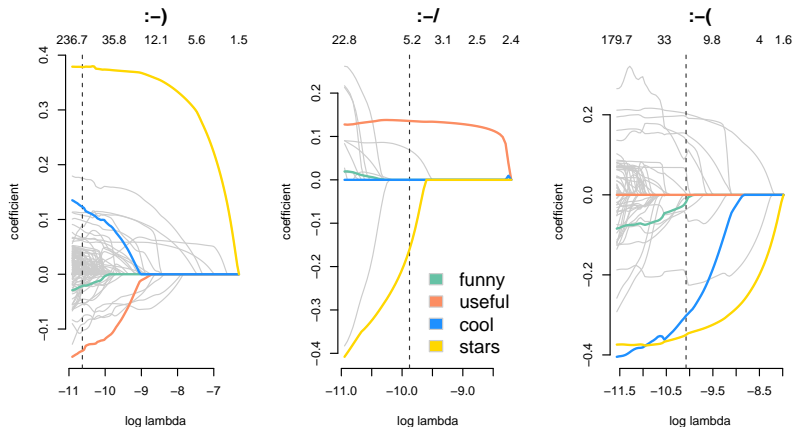 :-)
236.7 35.8 12.1 5.6 1.5
coefficient
0.4
0.3
0.2
0.1
0.0
−0.1
−11 −10 −9 −8 −7
log lambda
:-/
22.8 5.2 3.1 2.5 2.4
coefficient
0.2
0.1
0.0
−0.1
−0.2
−0.3
−0.4
funny
useful
cool
stars
−11.0 −10.0 −9.0
log lambda
:-(
179.7 33 9.8 4 1.6
coefficient
0.2
0.0
−0.2
−0.4
−11.5 −10.5 −9.5 −8.5
log lambda